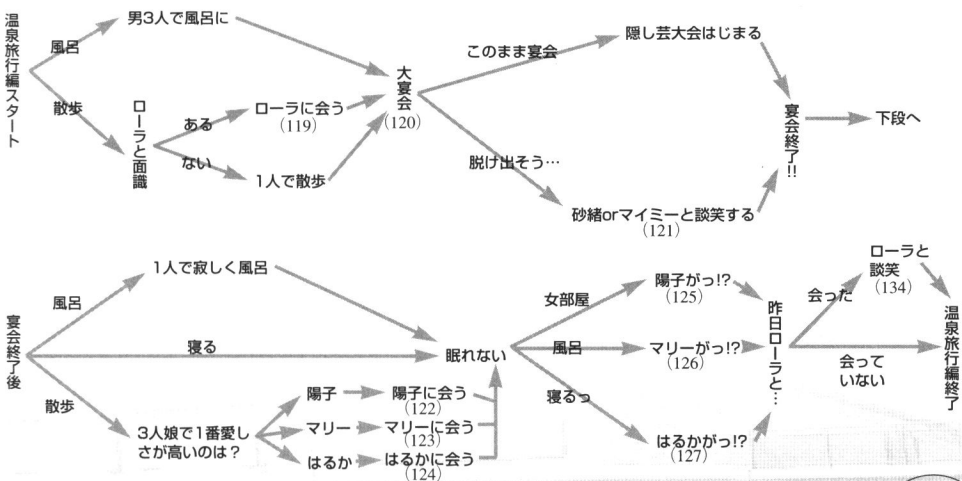 温泉旅行編スタート
風呂
男3人で風呂に
散歩
ローラと面識
ある
ローラに会う
(119)
ない
1人で散歩
大宴会
(120)
このまま宴会
隠し芸大会はじまる
脱け出そう…
砂緒orマイミーと談笑する
(121)
宴会終了!!
下段へ
宴会終了後
風呂
1人で寂しく風呂
寝る
散歩
3人娘で1番愛し
さが高いのは？
陽子
陽子に会う
(122)
マリー
マリーに会う
(123)
はるか
はるかに会う
(124)
眠れない
女部屋
陽子がっ!?
(125)
風呂
マリーがっ!?
(126)
寝るっ
はるかがっ!?
(127)
昨日ローラと…
会った
ローラと
談笑
(134)
会って
いない
温泉旅行編終了